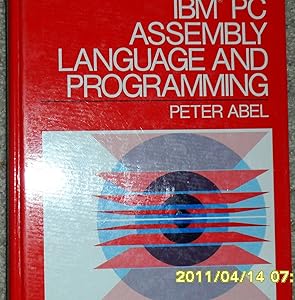 IBM® PC
ASSEMBLY
LANGUAGE AND
PROGRAMMING
PETER ABEL
2011/04/14 07: